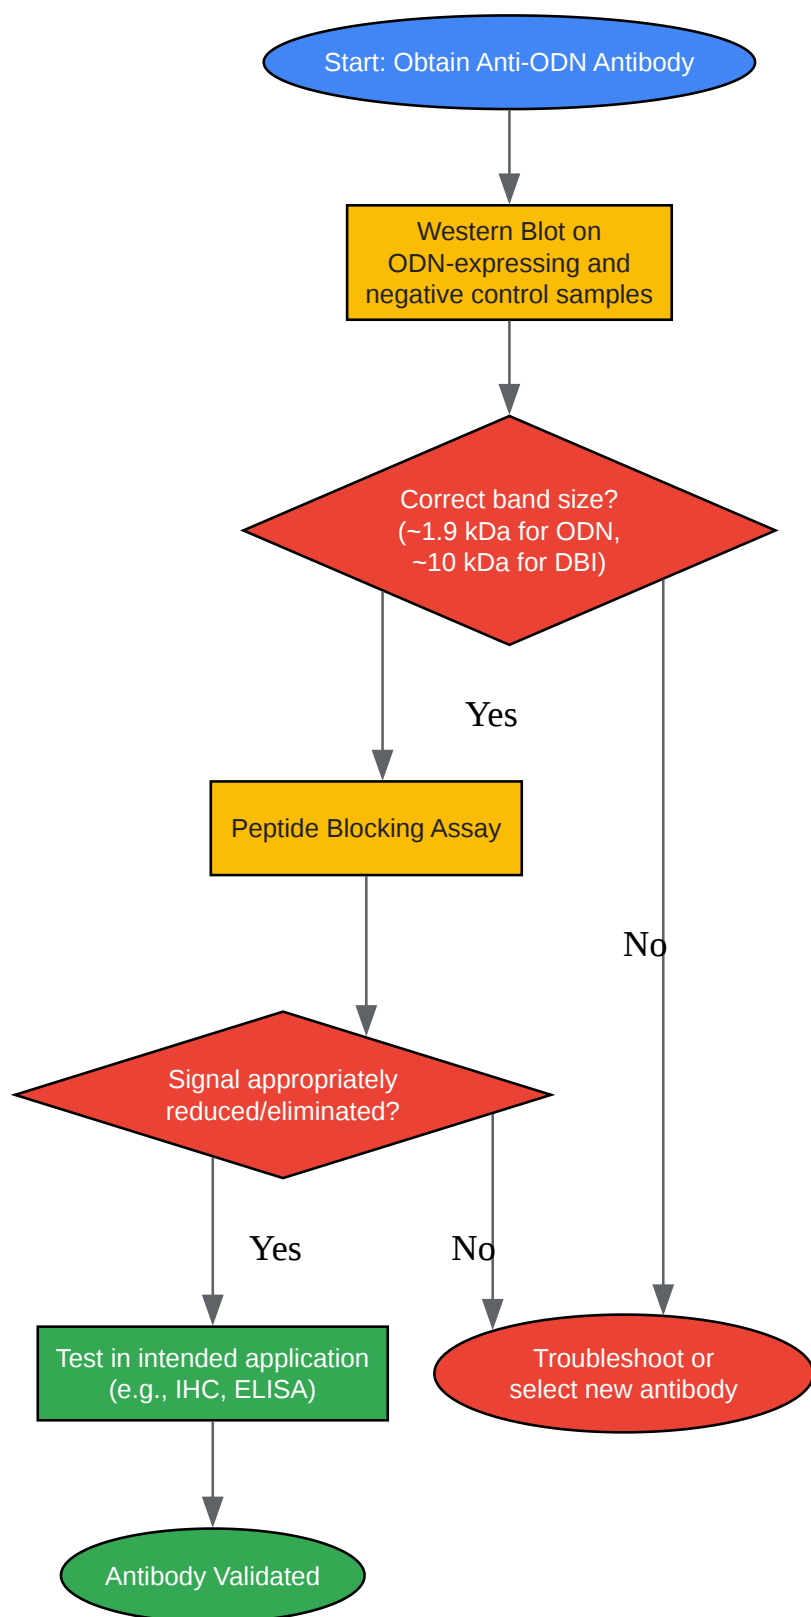 Start: Obtain Anti-ODN Antibody
Western Blot on
ODN-expressing and
negative control samples
Correct band size?
(~1.9 kDa for ODN,
~10 kDa for DBI)
Yes
Peptide Blocking Assay
No
Signal appropriately
reduced/eliminated?
Yes
No
Test in intended application
(e.g., IHC, ELISA)
Troubleshoot or
select new antibody
Antibody Validated